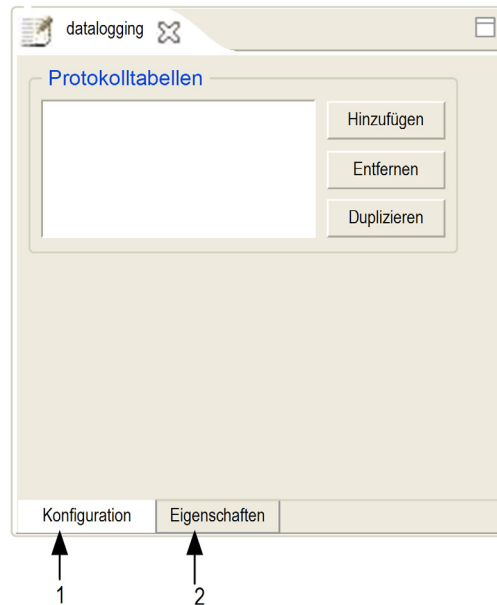 datalogging
Protokolltabellen
Hinzufügen
Entfernen
Duplizieren
Konfiguration
Eigenschaften
1
2